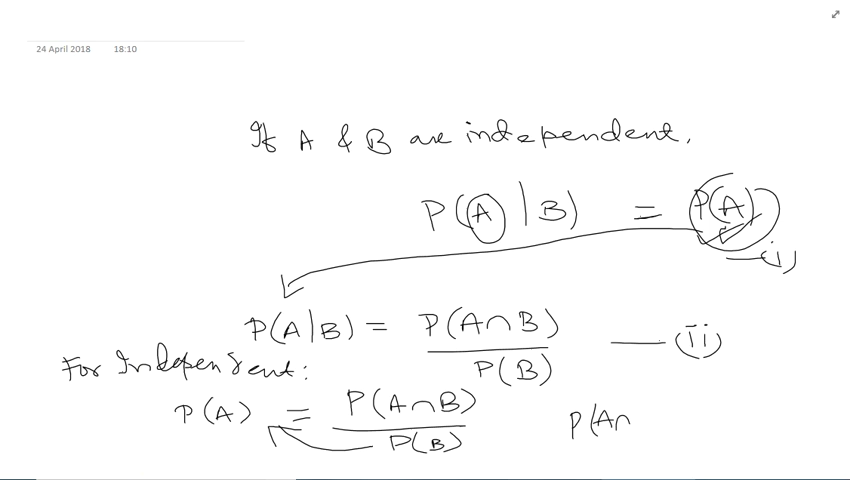 24 April 2018 18:10
If A & B are independent,
P(A|B) = P(A)
—(i)
P(A|B) = P(A∩B)/P(B) —(ii)
For Independent:
P(A) = P(A∩B)/P(B) P(A∩